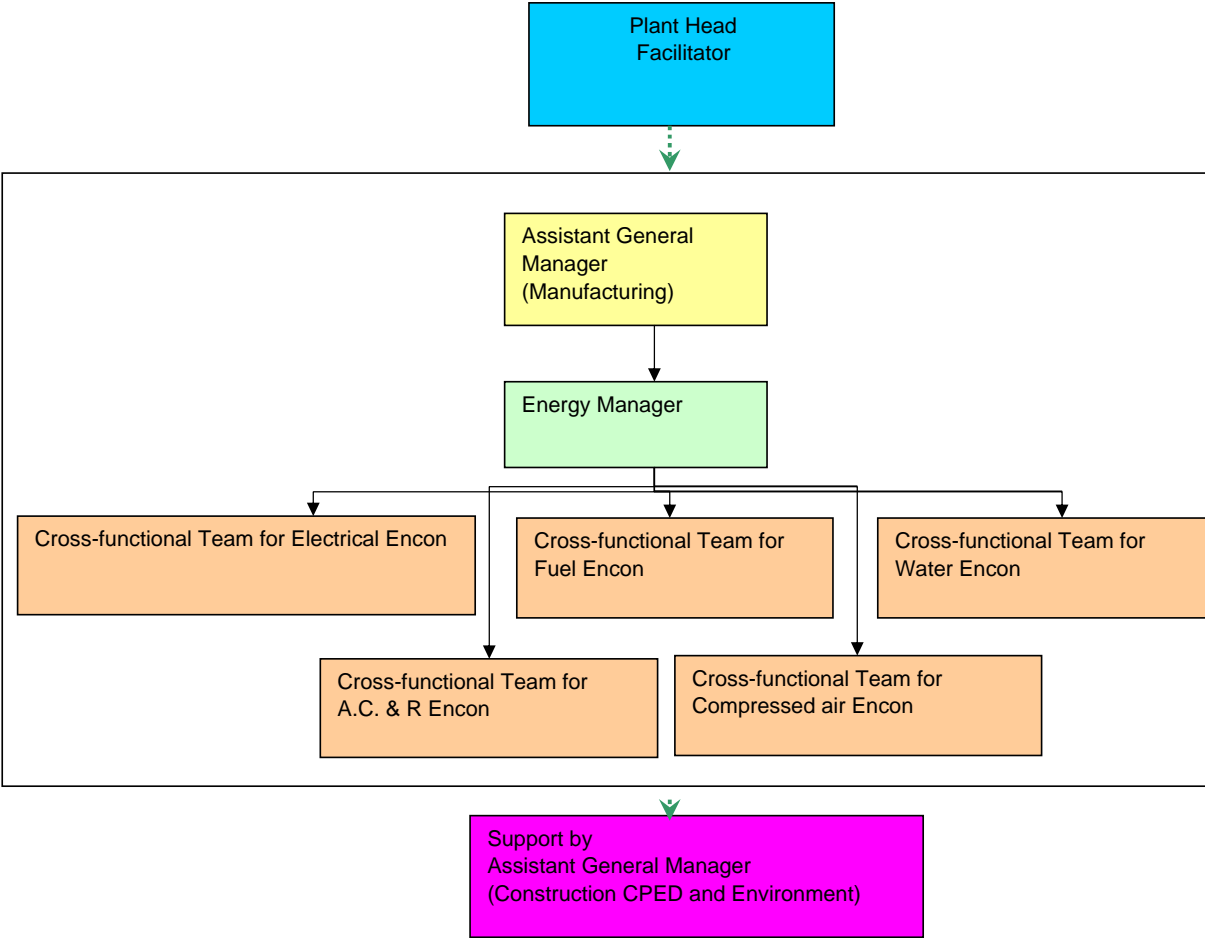 Plant Head
Facilitator
Assistant General
Manager
(Manufacturing)
Energy Manager
Cross-functional Team for Electrical Encon
Cross-functional Team for
Fuel Encon
Cross-functional Team for
Water Encon
Cross-functional Team for
A.C. & R Encon
Cross-functional Team for
Compressed air Encon
Support by
Assistant General Manager
(Construction CPED and Environment)